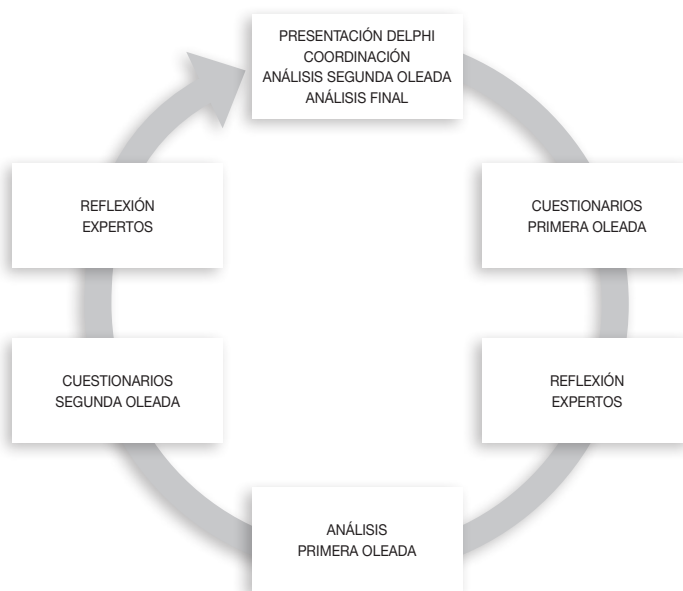 PRESENTACIÓN DELPHI
COORDINACIÓN
ANÁLISIS SEGUNDA OLEADA
ANÁLISIS FINAL
CUESTIONARIOS
PRIMERA OLEADA
REFLEXIÓN
EXPERTOS
ANÁLISIS
PRIMERA OLEADA
CUESTIONARIOS
SEGUNDA OLEADA
REFLEXIÓN
EXPERTOS